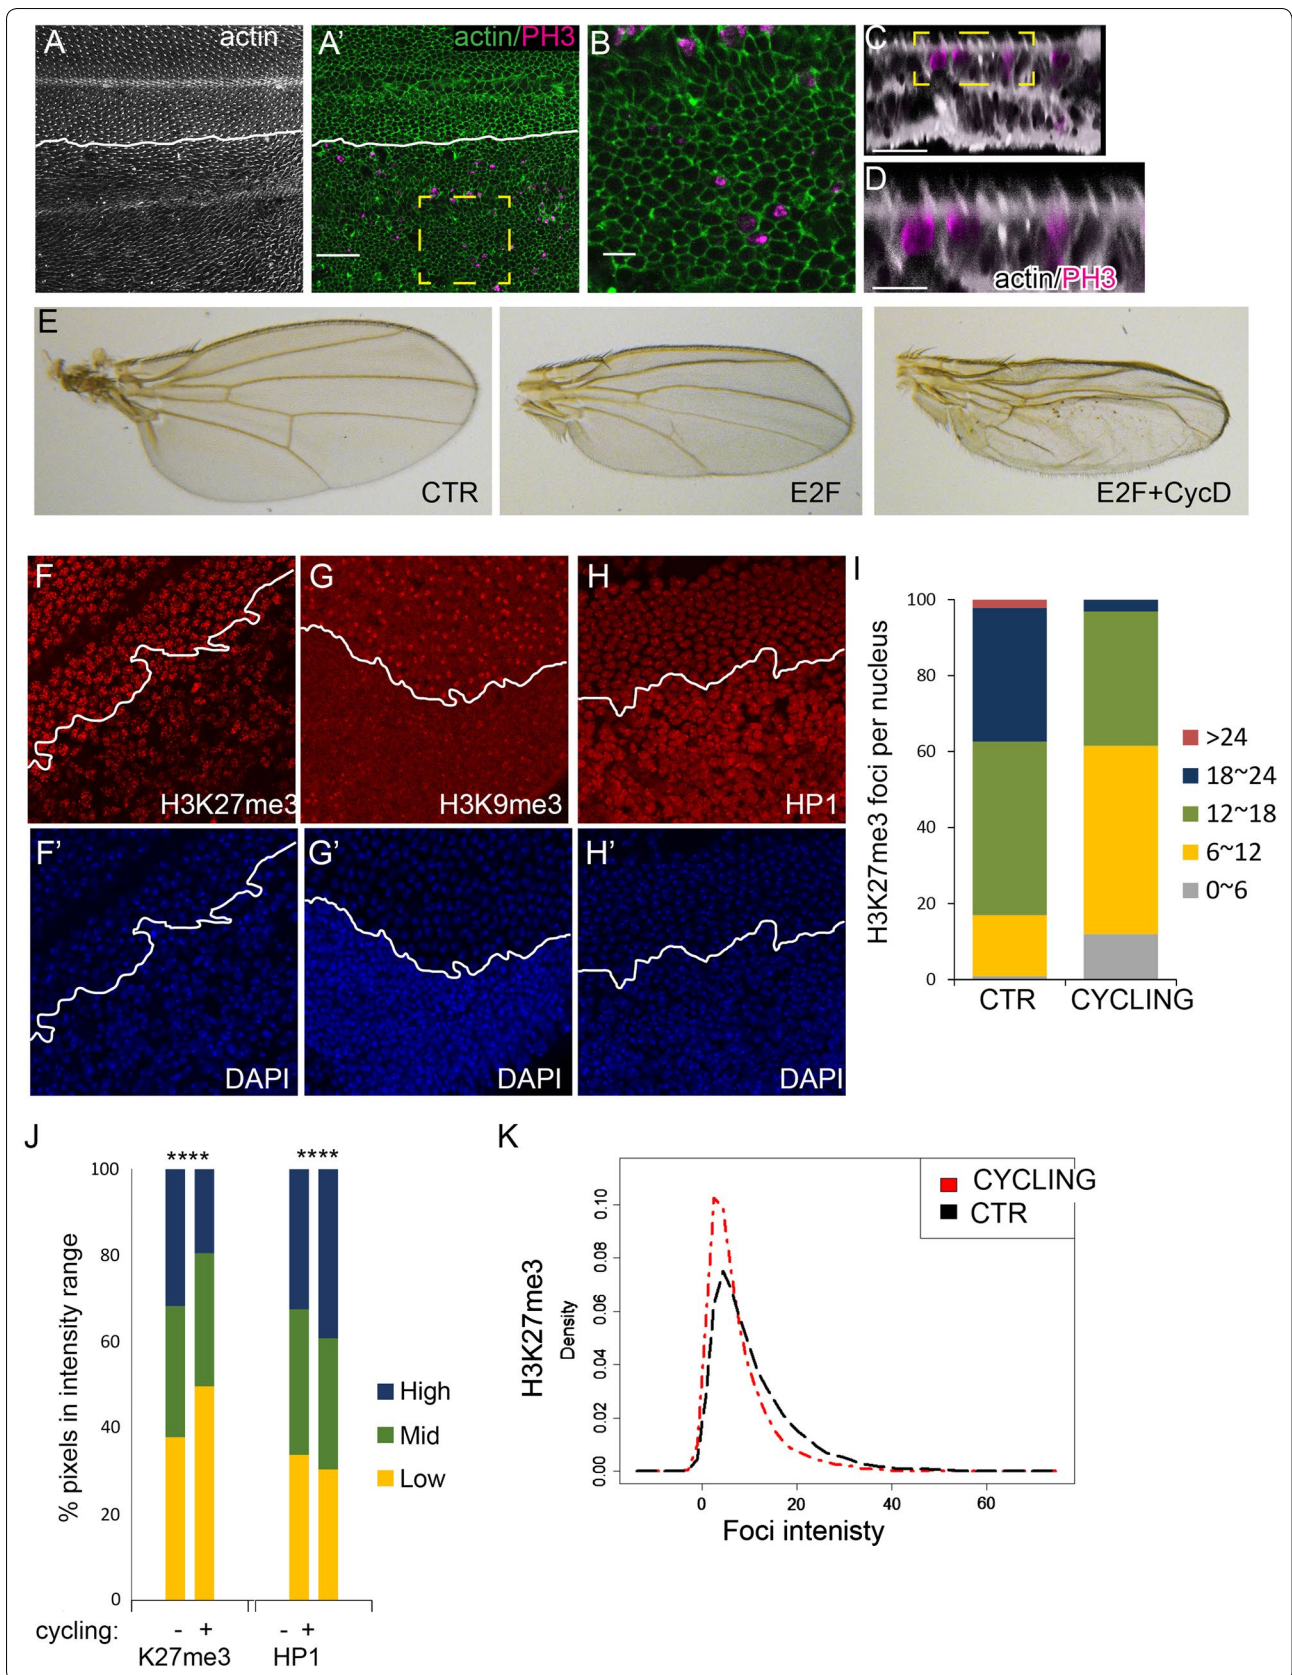 A
actin
A'
actin/PH3
B
C
D
actin/PH3
E
CTR
E2F
E2F+CycD
F
H3K27me3
G
H3K9me3
H
HP1
F'
DAPI
G'
DAPI
H'
DAPI
I
H3K27me3 foci per nucleus
100
80
60
40
20
0
CTR
CYCLING
>24
18~24
12~18
6~12
0~6
J
% pixels in intensity range
100
80
60
40
20
0
****
****
High
Mid
Low
cycling:
- +
- +
K27me3
HP1
K
CYCLING
CTR
H3K27me3
Density
0.10
0.08
0.06
0.04
0.02
0.00
0
20
40
60
Foci intenisty